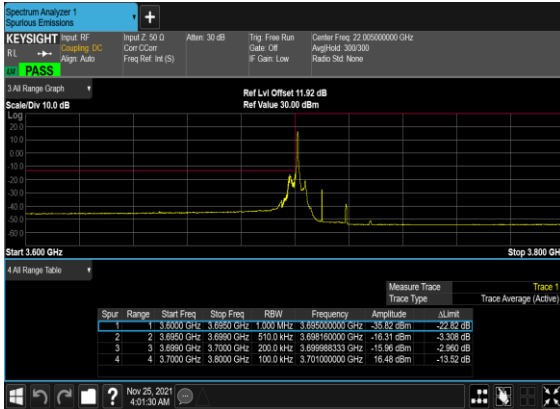 Spectrum Analyzer 1
Spurious Emissions
+
KEYSIGHT Input: RF Input Z: 50 Ω Atten: 30 dB Trig: Free Run Center Freq: 22.005000000 GHz
RL Coupling: DC Corr CCorr Gate: Off Avg|Hold: 300/300
Align: Auto Freq Ref: Int (S) IF Gain: Low Radio Std: None
PASS
3 All Range Graph
Ref Lvl Offset 11.92 dB
Scale/Div 10.0 dB Ref Value 30.00 dBm
Log
20.0
10.0
0.00
-10.0
-20.0
-30.0
-40.0
-50.0
-60.0
Start 3.600 GHz Stop 3.800 GH
4 All Range Table
Measure Trace Trace 1
Trace Type Trace Average (Active)
Spur Range Start Freq Stop Freq RBW Frequency Amplitude ΔLimit
1 1 3.6000 GHz 3.6950 GHz 1.000 MHz 3.695000000 GHz -35.82 dBm -22.82 dB
2 2 3.6950 GHz 3.6990 GHz 510.0 kHz 3.698160000 GHz -16.31 dBm -3.308 dB
3 3 3.6990 GHz 3.7000 GHz 200.0 kHz 3.699988333 GHz -15.96 dBm -2.960 dB
4 4 3.7000 GHz 3.8000 GHz 100.0 kHz 3.701000000 GHz 16.48 dBm -13.52 dB
? Nov 25, 2021
4:01:30 AM